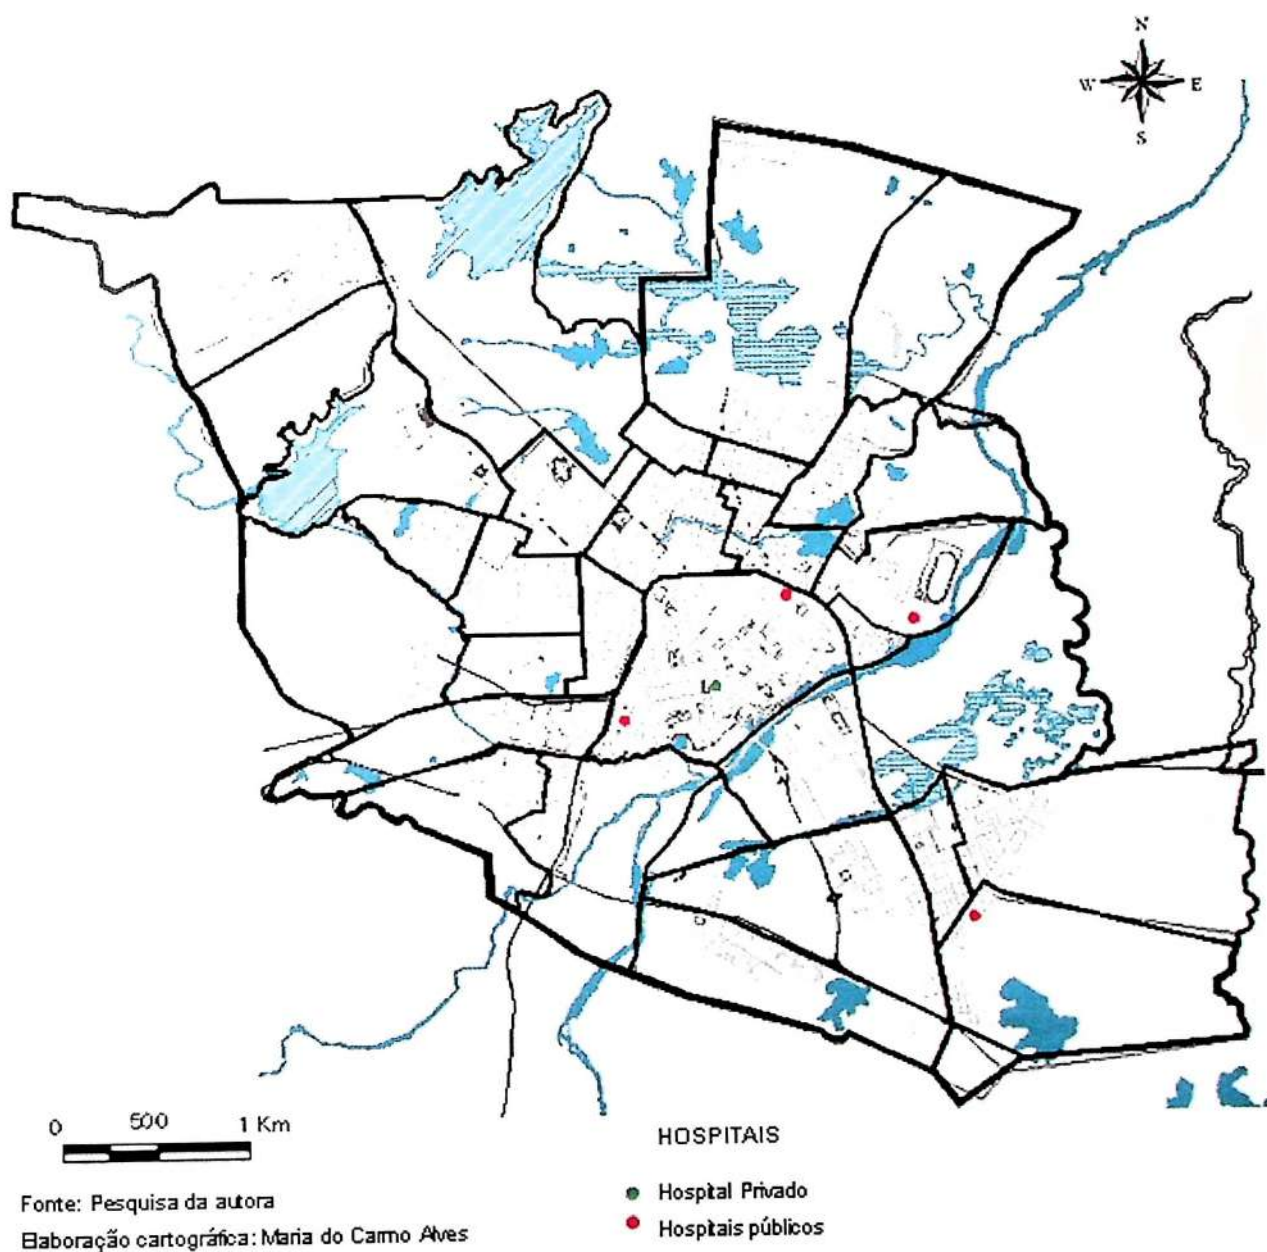 N
W E
S
0 500 1 Km
HOSPITAIS
Hospital Privado
Hospitais públicos
Fonte: Pesquisa da autora
Elaboração cartográfica: Maria do Carmo Alves